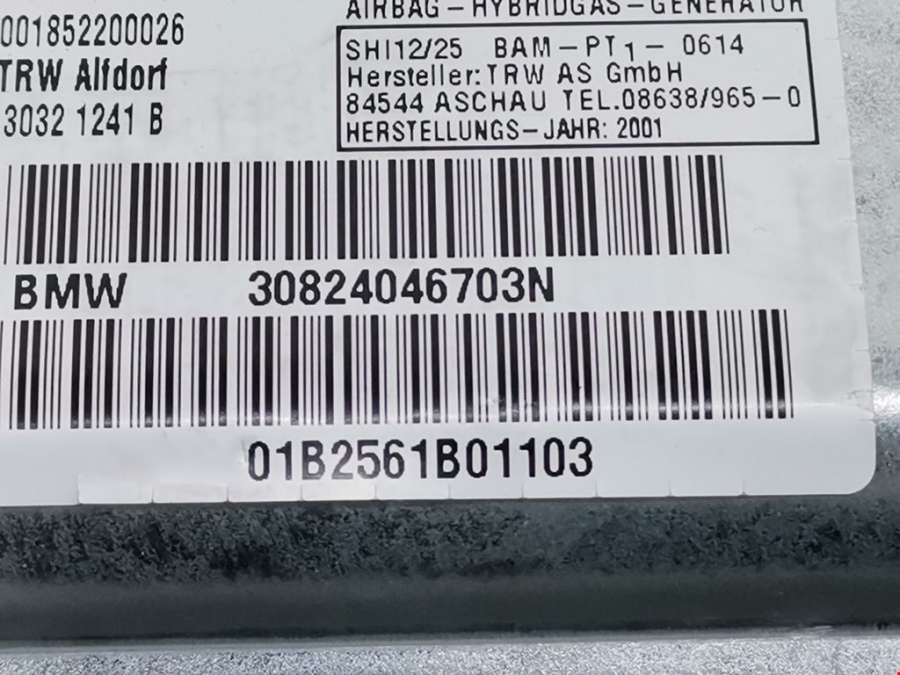 AIRBAG-HYBRIDGAS-GENERATOR
001852200026
TRW Alfdorf
3032 1241 B
SHI12/25 BAM-PT1- 0614
Hersteller: TRW AS GmbH
84544 ASCHAU TEL.08638/965-0
HERSTELLUNGS-JAHR: 2001
BMW 30824046703N
01B2561B01103